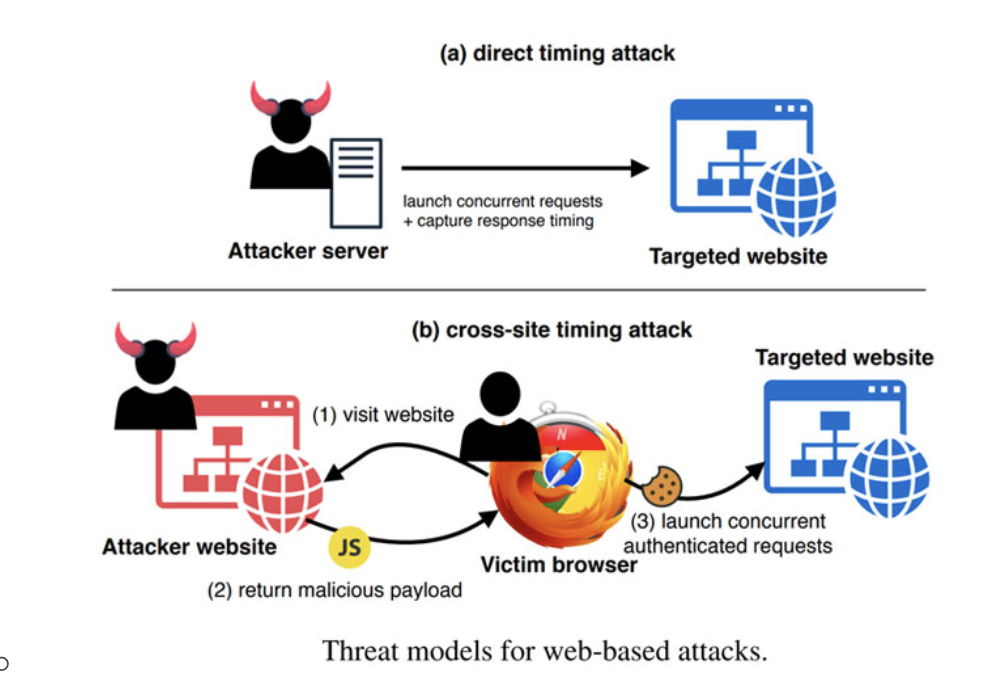 (a) direct timing attack
launch concurrent requests
+ capture response timing
Attacker server
Targeted website
(b) cross-site timing attack
Targeted website
(1) visit website
N
(3) launch concurrent
authenticated requests
Attacker website
JS
Victim browser
(2) return malicious payload
Threat models for web-based attacks.